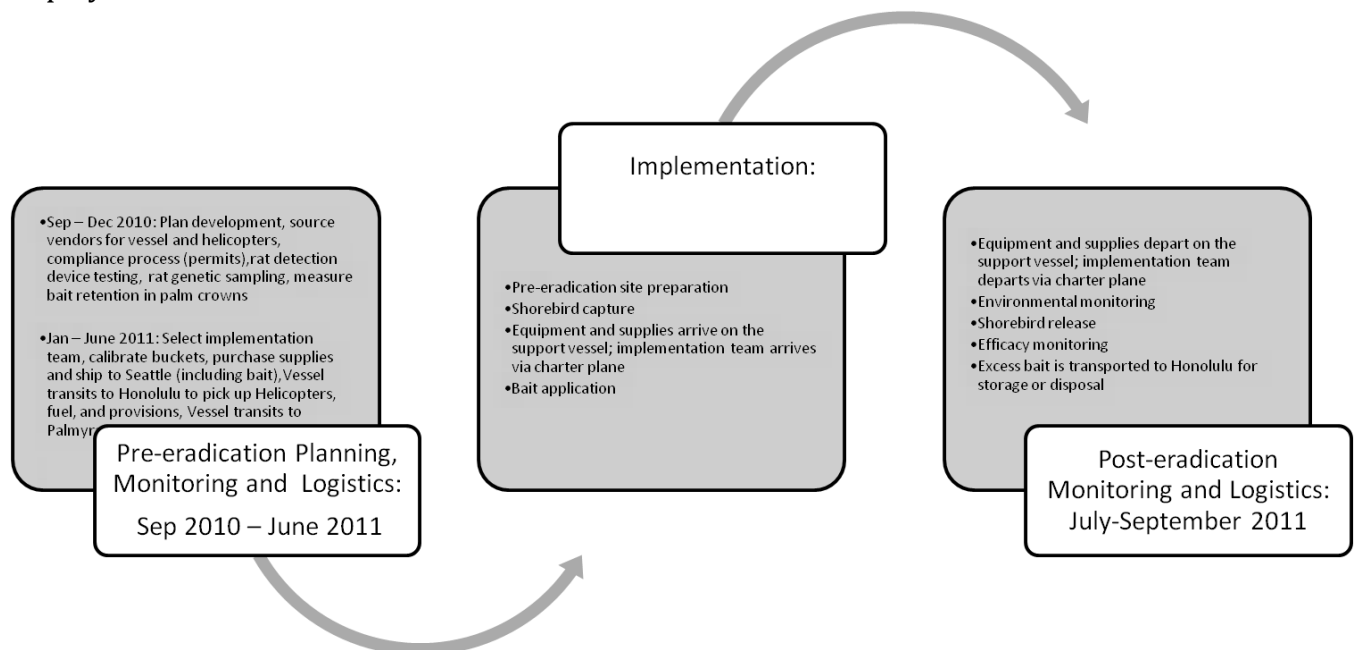 •Sep – Dec 2010: Plan development, source
vendors for vessel and helicopters,
compliance process (permits),rat detection
device testing, rat genetic sampling, measure
bait retention in palm crowns
•Jan – June 2011: Select implementation
team, calibrate buckets, purchase supplies
and ship to Seattle (including bait),Vessel
transits to Honolulu to pick up Helicopters,
fuel, and provisions, Vessel transits to
Pre-eradication Planning,
Monitoring and Logistics:
Sep 2010 – June 2011
Implementation:
•Pre-eradication site preparation
•Shorebird capture
•Equipment and supplies arrive on the
support vessel; implementation team arrives
via charter plane
•Bait application
•Equipment and supplies depart on the
support vessel; implementation team
departs via charter plane
•Environmental monitoring
•Shorebird release
•Efficacy monitoring
•Excess bait is transported to Honolulu for
storage or disposal
Post-eradication
Monitoring and Logistics:
July-September 2011